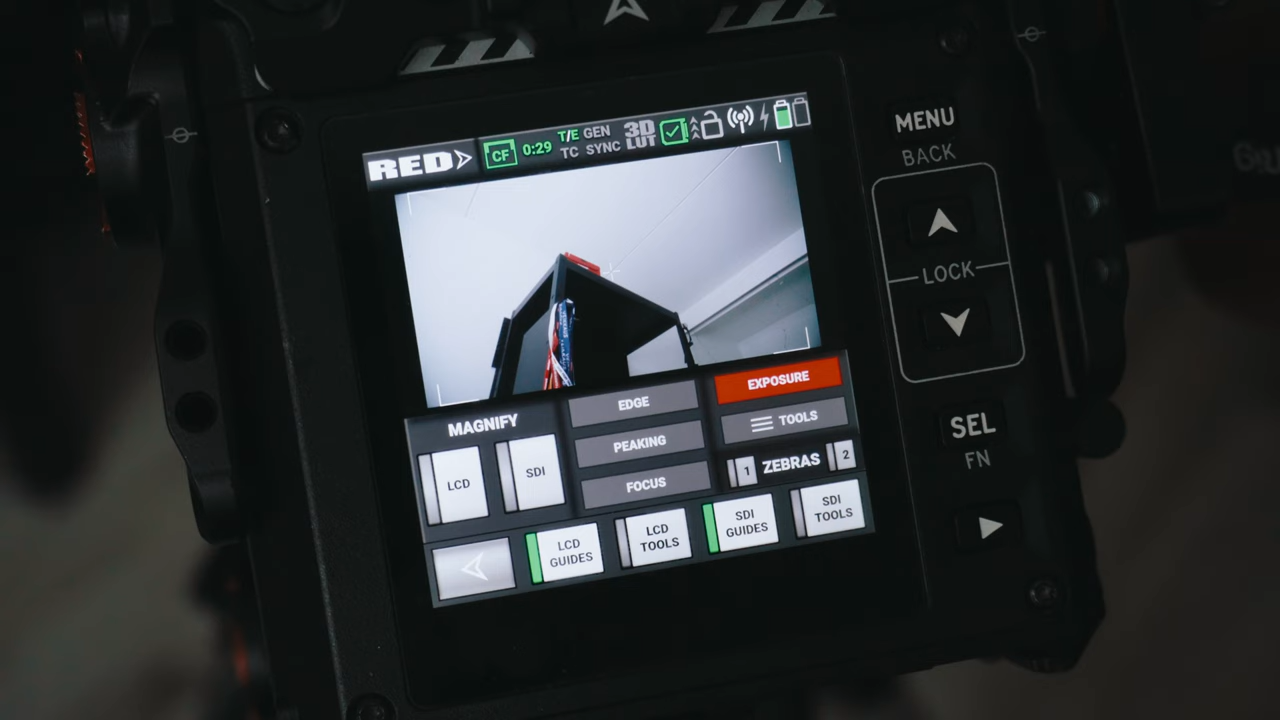 RED
CF 0:29 T/E GEN
TC SYNC
3D
LUT
MENU
BACK
LOCK
SEL
FN
MAGNIFY
LCD
SDI
EDGE
PEAKING
FOCUS
EXPOSURE
TOOLS
1 ZEBRAS 2
LCD
GUIDES
LCD
TOOLS
SDI
GUIDES
SDI
TOOLS